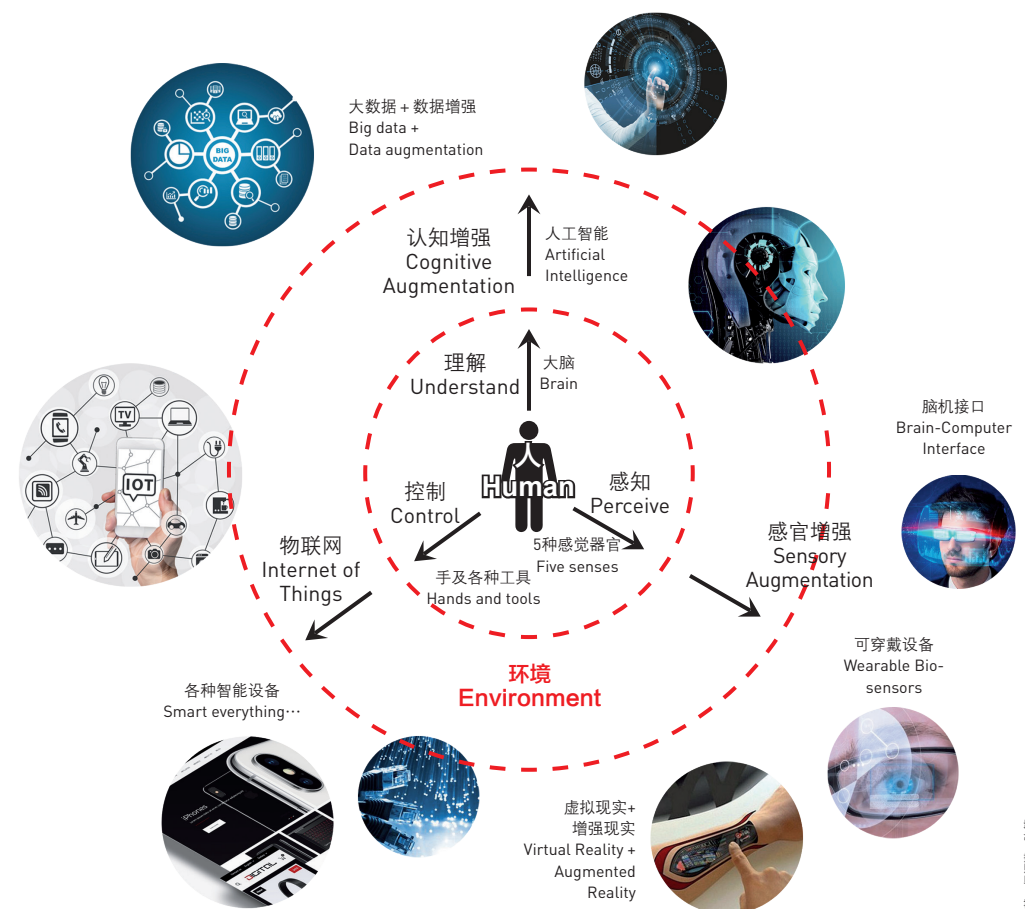 大数据 + 数据增强
Big data +
Data augmentation
BIG
DATA
认知增强
Cognitive
Augmentation
人工智能
Artificial
Intelligence
理解
Understand
大脑
Brain
脑机接口
Brain-Computer
Interface
TV
IOT
控制
Control
Human
感知
Perceive
5种感觉器官
Five senses
手及各种工具
Hands and tools
物联网
Internet of
Things
感官增强
Sensory
Augmentation
环境
Environment
可穿戴设备
Wearable Bio-
sensors
各种智能设备
Smart everything…
iPhones
DIGITAL
虚拟现实+
增强现实
Virtual Reality +
Augmented
Reality